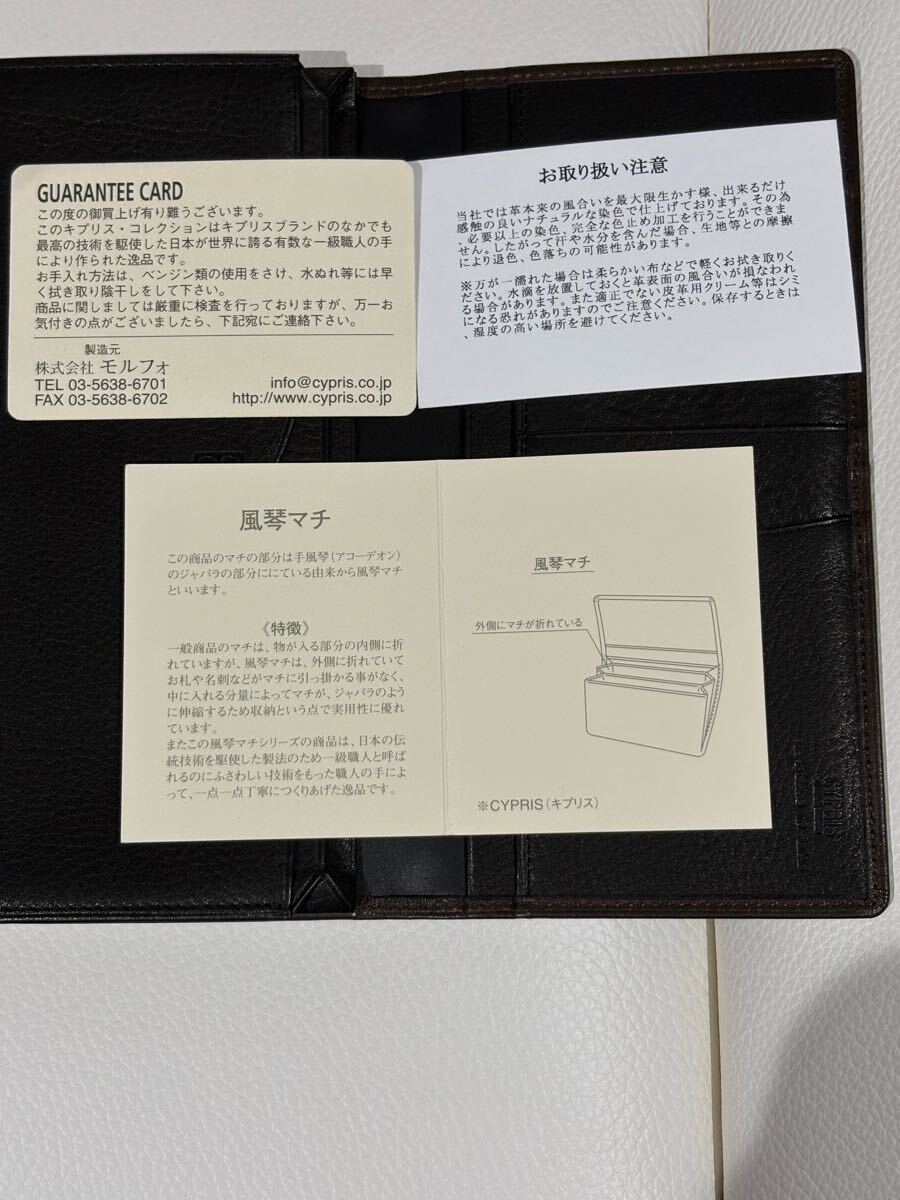 GUARANTEE CARD
この度の御買上げ有り難うございます。
このキプリス・コレクションはキプリスブランドのなかでも
最高の技術を駆使した日本が世界に誇る有数な一級職人の手
により作られた逸品です。
お手入れ方法は、ベンジン類の使用をさけ、水ぬれ等には早
く拭き取り陰干しをして下さい。
商品に関しましては厳重に検査を行っておりますが、万一お
気付きの点がございましたら、下記宛にご連絡下さい。
製造元
株式会社 モルフォ
TEL 03-5638-6701
FAX 03-5638-6702
info@cypris.co.jp
http://www.cypris.co.jp
お取り扱い注意
当社では革本来の風合いを最大限生かす様、出来るだけ
感触の良いナチュラルな染色で仕上げております。その為
、必要以上の染色、完全な色止め加工を行うことができま
せん。したがって汗や水分を含んだ場合、生地等との摩擦
により退色、色落ちの可能性があります。
※万が一濡れた場合は柔らかい布などで軽くお拭き取りく
ださい。水滴を放置しておくと革表面の風合いが損なわれ
る場合があります。また適正でない皮革用クリーム等はシミ
になる恐れがありますのでご注意ください。保存するときは
、湿度の高い場所を避けてください。
風琴マチ
この商品のマチの部分は手風琴(アコーデオン)
のジャバラの部分ににている由来から風琴マチ
といいます。
《特徴》
一般商品のマチは、物が入る部分の内側に折
れていますが、風琴マチは、外側に折れていて
お札や名刺などがマチに引っ掛かる事がなく、
中に入れる分量によってマチが、ジャバラのよう
に伸縮するため収納という点で実用性に優れ
ています。
またこの風琴マチシリーズの商品は、日本の伝
統技術を駆使した製法のため一級職人と呼ば
れるのにふさわしい技術をもった職人の手によ
って、一点一点丁寧につくりあげた逸品です。
風琴マチ
外側にマチが折れている
※CYPRIS(キプリス)
CYPRIS